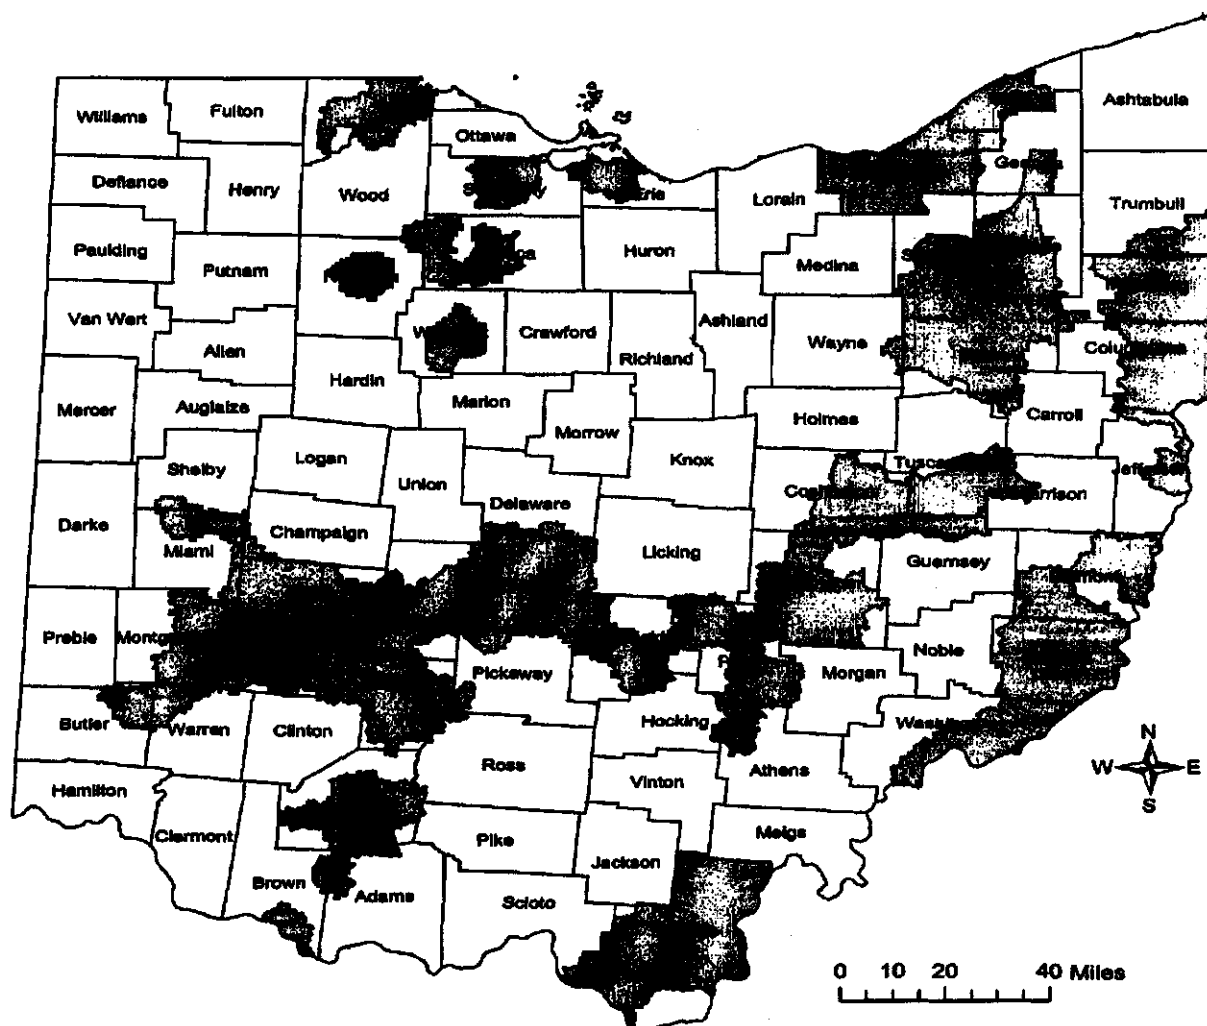 Ashtabula
Fulton
Williams
Ottawa
Defiance
Henry
Wood
Lorain
Trumbull
Paulding
Putnam
Huron
Medina
Van Wert
Crawford
Ashland
Wayne
Allen
Richland
Hardin
Mercer
Auglaize
Marion
Holmes
Carroll
Morrow
Logan
Knox
Shelby
Union
Delaware
Darke
Champaign
Miami
Licking
Guernsey
Preble
Noble
Pickaway
Morgan
Butler
Warren
Clinton
Hocking
N
Ross
Athens
W E
Hamilton
Vinton
S
Clermont
Pike
Meigs
Jackson
Brown
Adams
Scioto
0 10 20 40 Miles